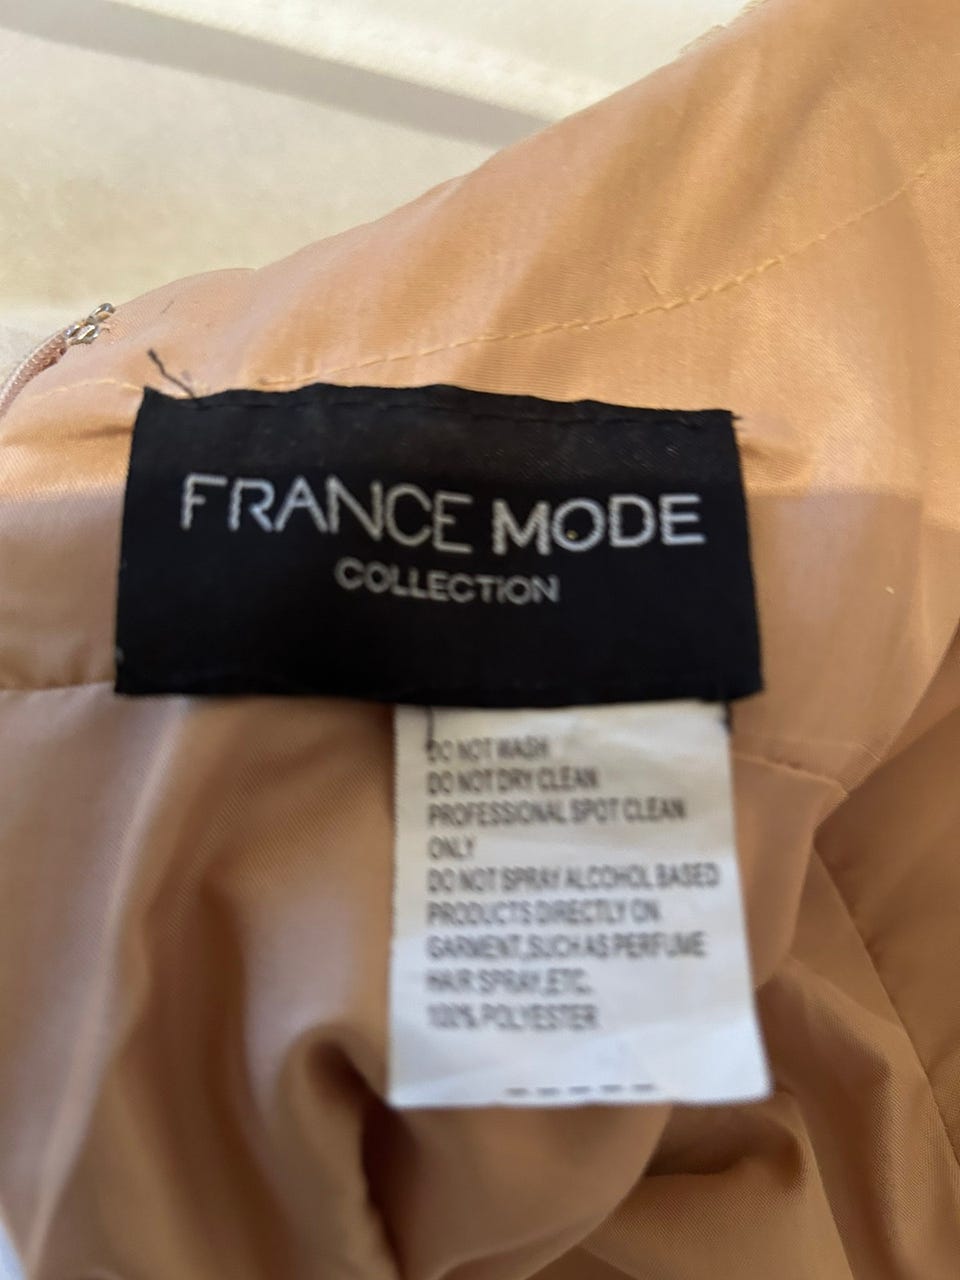 FRANCE MODE
COLLECTION
DO NOT WASH
DO NOT DRY CLEAN
PROFESSIONAL SPOT CLEAN
ONLY
DO NOT SPRAY ALCOHOL BASED
PRODUCTS DIRECTLY ON
GARMENT,SUCH AS PERFUME
HAIR SPRAY,ETC.
100% POLYESTER